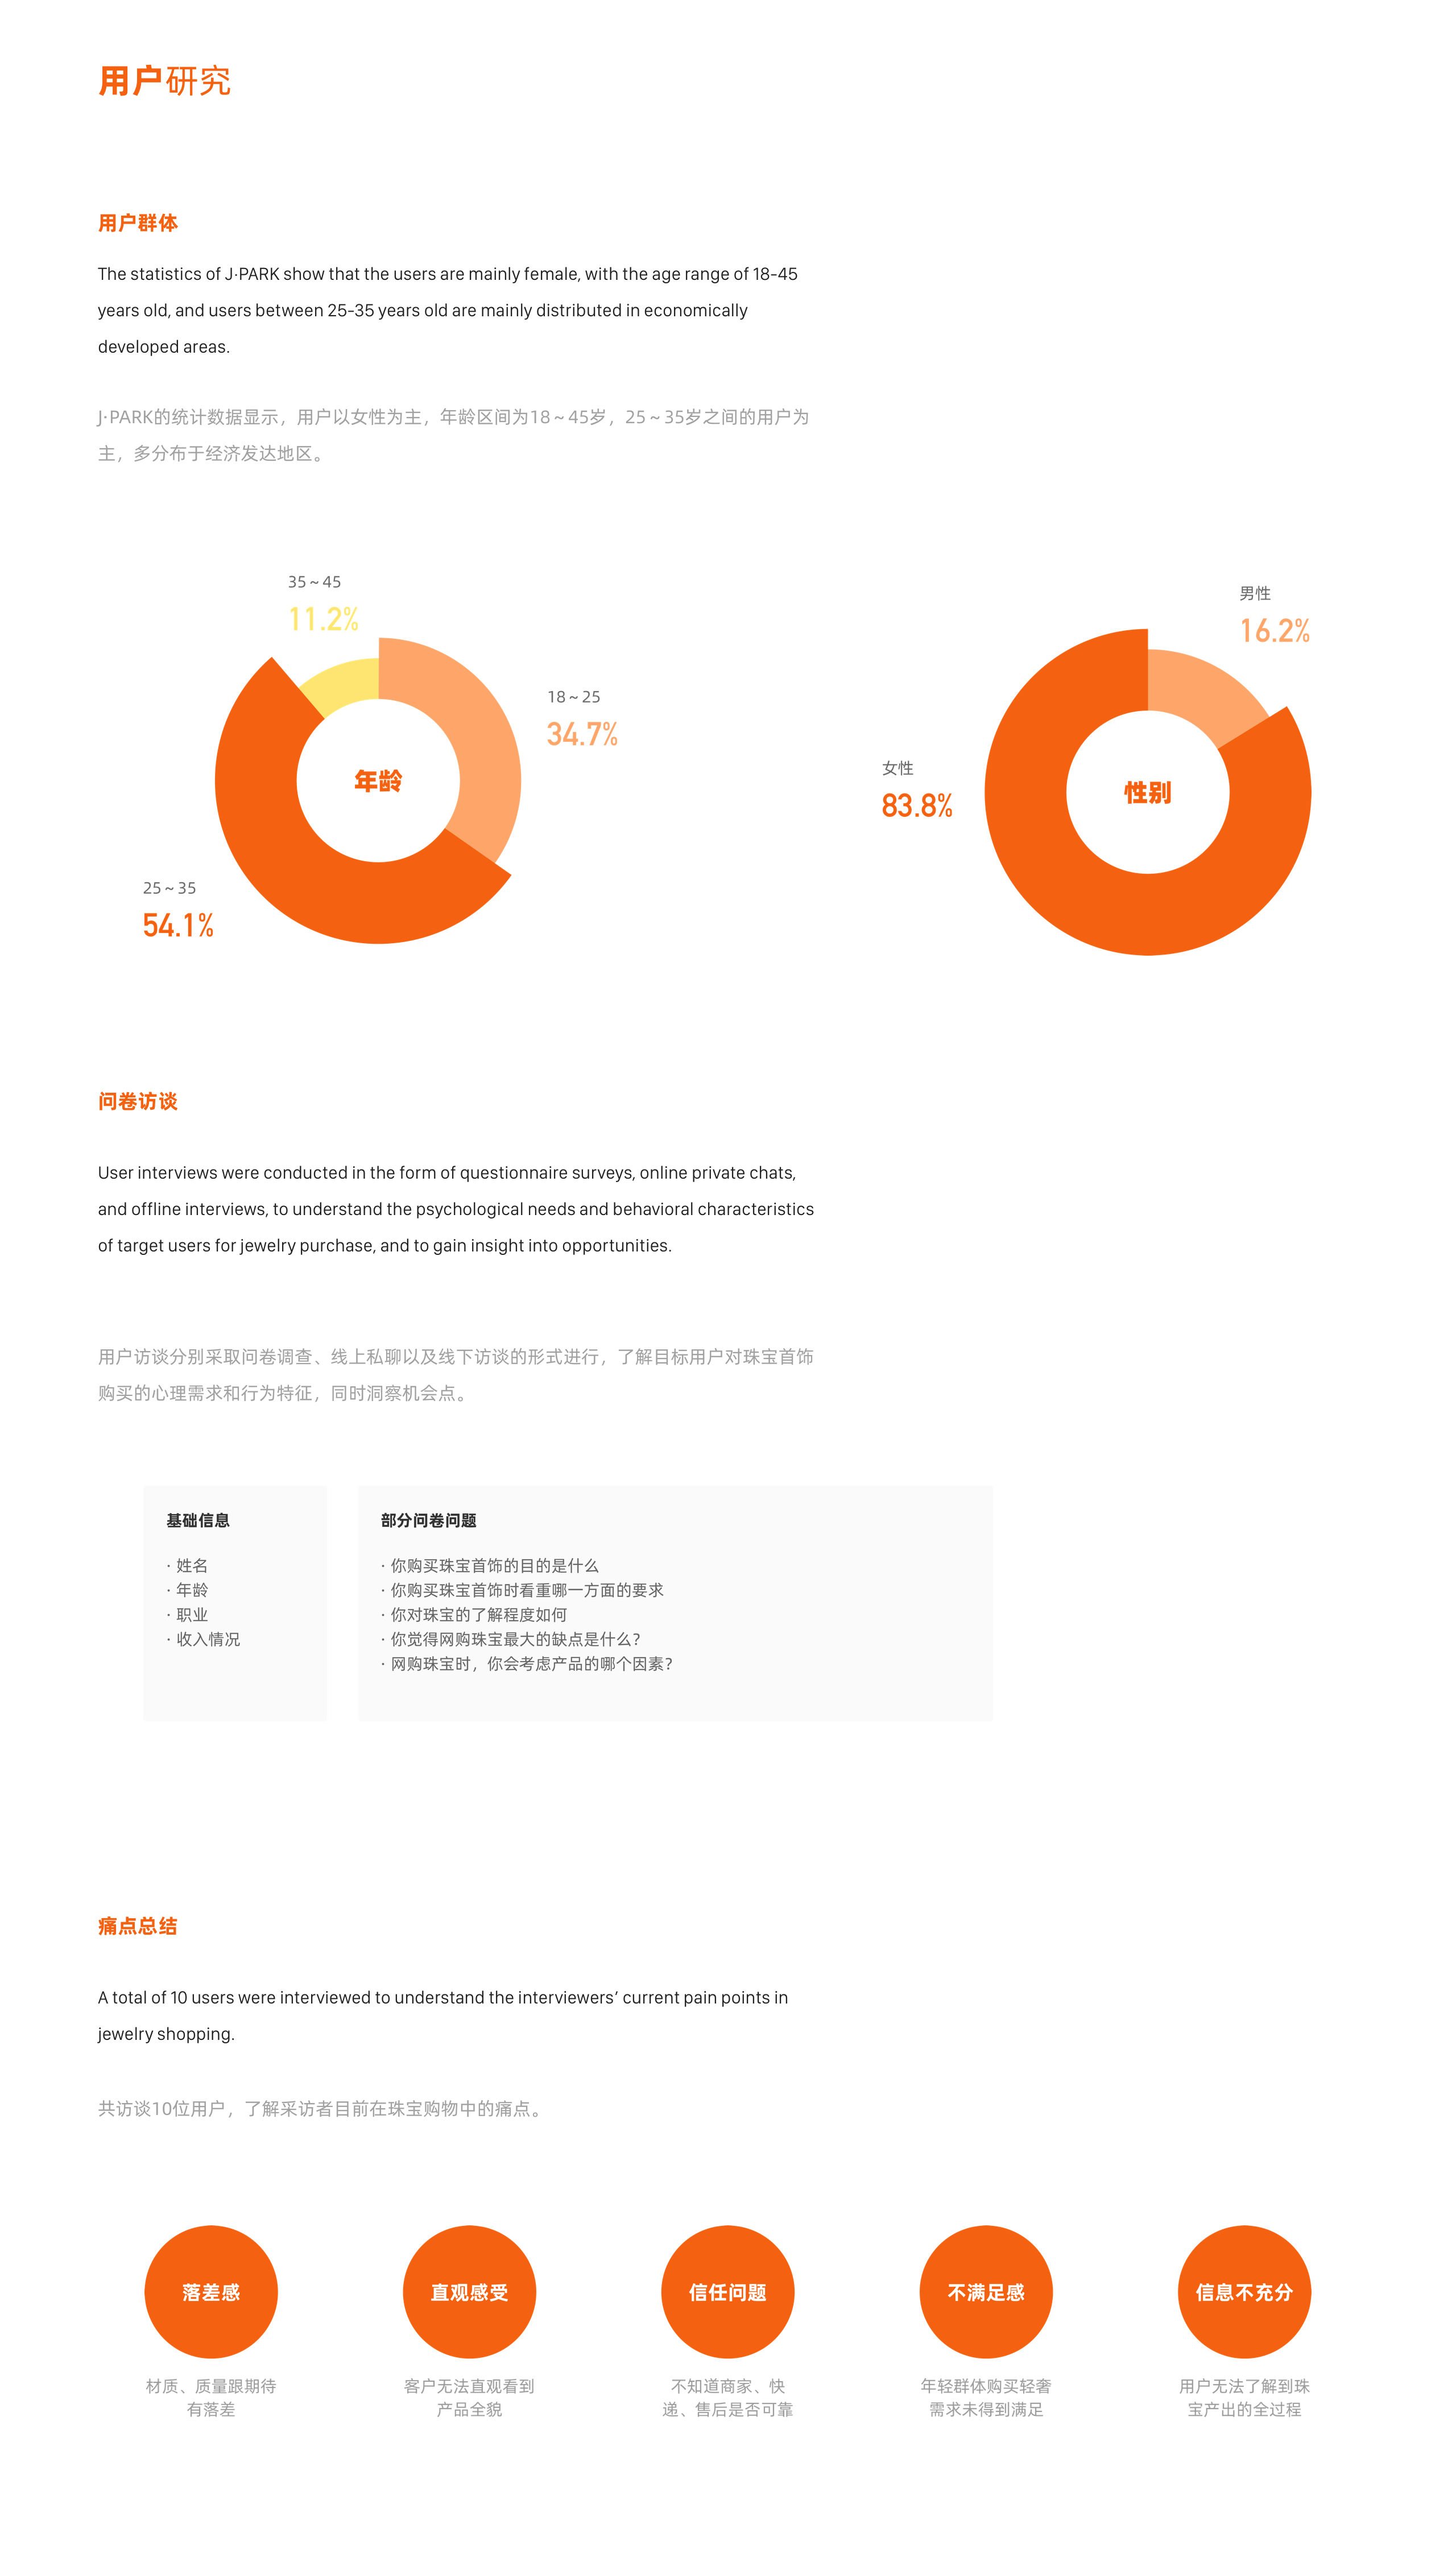 用户研究
用户群体
The statistics of J·PARK show that the users are mainly female, with the age range of 18-45
years old, and users between 25-35 years old are mainly distributed in economically
developed areas.
J·PARK的统计数据显示，用户以女性为主，年龄区间为18～45岁，25～35岁之间的用户为
主，多分布于经济发达地区。
35～45
11.2%
18～25
34.7%
年龄
25～35
54.1%
男性
16.2%
女性
83.8%
性别
问卷访谈
User interviews were conducted in the form of questionnaire surveys, online private chats,
and offline interviews, to understand the psychological needs and behavioral characteristics
of target users for jewelry purchase, and to gain insight into opportunities.
用户访谈分别采取问卷调查、线上私聊以及线下访谈的形式进行，了解目标用户对珠宝首饰
购买的心理需求和行为特征，同时洞察机会点。
基础信息
· 姓名
· 年龄
· 职业
· 收入情况
部分问卷问题
· 你购买珠宝首饰的目的是什么
· 你购买珠宝首饰时看重哪一方面的要求
· 你对珠宝的了解程度如何
· 你觉得网购珠宝最大的缺点是什么？
· 网购珠宝时，你会考虑产品的哪个因素？
痛点总结
A total of 10 users were interviewed to understand the interviewers’ current pain points in
jewelry shopping.
共访谈10位用户，了解采访者目前在珠宝购物中的痛点。
落差感
材质、质量跟期待
有落差
直观感受
客户无法直观看到
产品全貌
信任问题
不知道商家、快
递、售后是否可靠
不满足感
年轻群体购买轻奢
需求未得到满足
信息不充分
用户无法了解到珠
宝产出的全过程